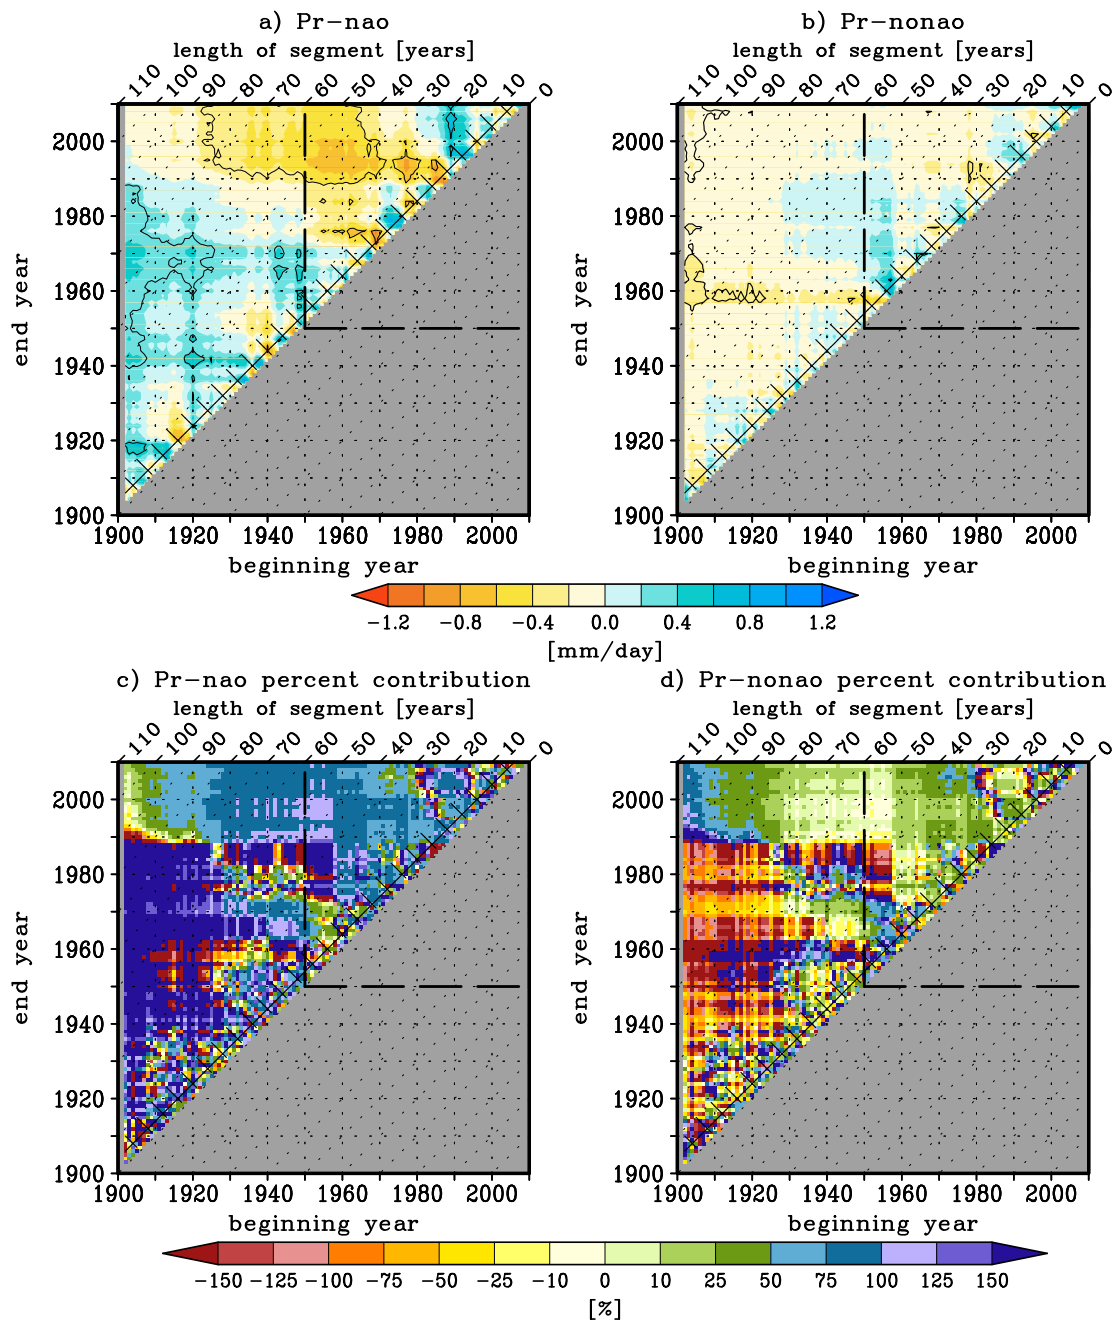 a) Pr-nao
length of segment [years]
110 100 90 80 70 60 50 40 30 20 10 0
2000
1980
1960
1940
1920
1900
end year
1900 1920 1940 1960 1980 2000
beginning year
b) Pr-nonao
length of segment [years]
110 100 90 80 70 60 50 40 30 20 10 0
2000
1980
1960
1940
1920
1900
end year
1900 1920 1940 1960 1980 2000
beginning year
-1.2 -0.8 -0.4 0.0 0.4 0.8 1.2
[mm/day]
c) Pr-nao percent contribution
length of segment [years]
110 100 90 80 70 60 50 40 30 20 10 0
2000
1980
1960
1940
1920
1900
end year
1900 1920 1940 1960 1980 2000
beginning year
d) Pr-nonao percent contribution
length of segment [years]
110 100 90 80 70 60 50 40 30 20 10 0
2000
1980
1960
1940
1920
1900
end year
1900 1920 1940 1960 1980 2000
beginning year
-150 -125 -100 -75 -50 -25 -10 0 10 25 50 75 100 125 150
[%]